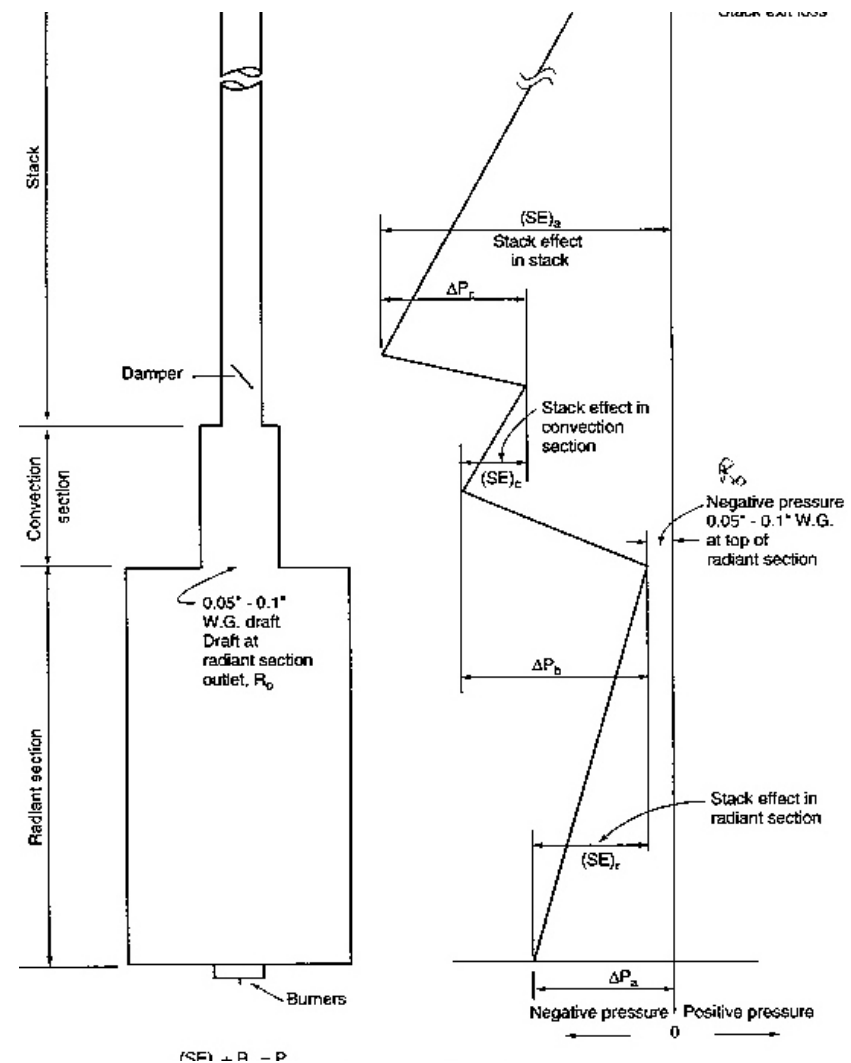 Stack exit loss
Stack
(SE)a
Stack effect
in stack
ΔPc
Damper
Stack effect in
convection
section
(SE)c
Convection
section
Negative pressure
0.05" - 0.1" W.G.
at top of
radiant section
0.05" - 0.1"
W.G. draft
Draft at
radiant section
outlet, Ro
ΔPb
Radiant section
Stack effect in
radiant section
(SE)r
ΔPa
Burners
Negative pressure
Positive pressure
0